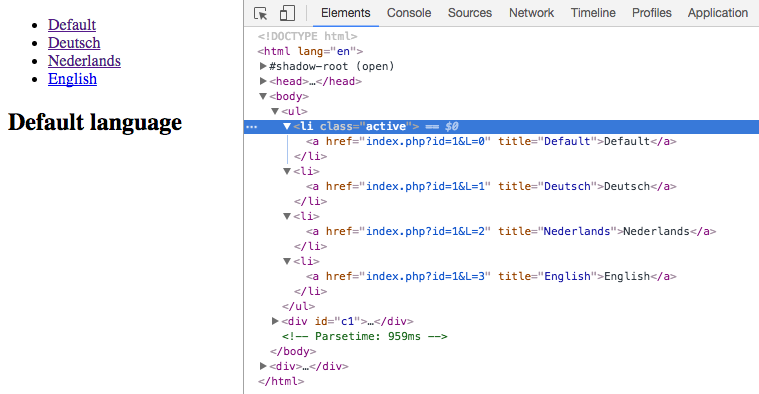 Default
Deutsch
Nederlands
English
Default language
Elements Console Sources Network Timeline Profiles Application
<!DOCTYPE html>
<html lang="en">
#shadow-root (open)
<head>…</head>
<body>
<ul>
<li class="active"> == $0
<a href="index.php?id=1&L=0" title="Default">Default</a>
</li>
<li>
<a href="index.php?id=1&L=1" title="Deutsch">Deutsch</a>
</li>
<li>
<a href="index.php?id=1&L=2" title="Nederlands">Nederlands</a>
</li>
<li>
<a href="index.php?id=1&L=3" title="English">English</a>
</li>
</ul>
<div id="c1">…</div>
<!-- Parsetime: 959ms -->
</body>
<div>…</div>
</html>